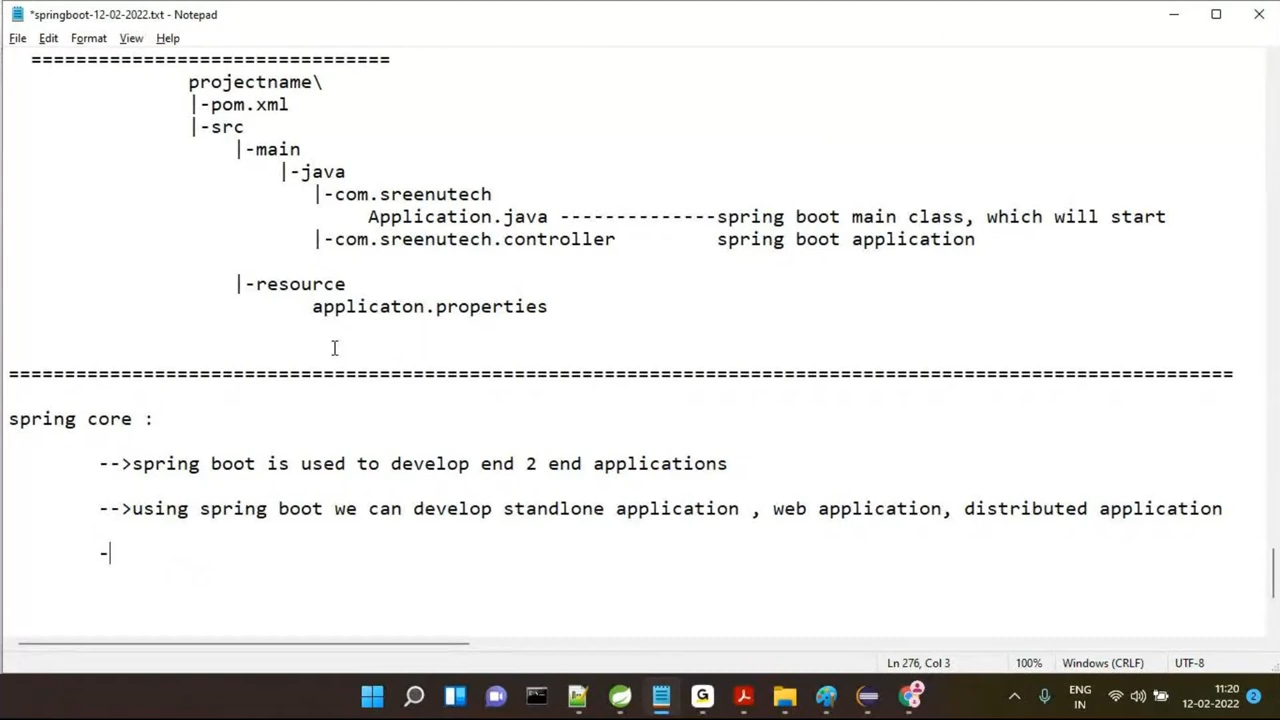 *springboot-12-02-2022.txt - Notepad
File Edit Format View Help
================================
projectname\
|-pom.xml
|-src
|-main
|-java
|-com.sreenutech
Application.java --------------spring boot main class, which will start
|-com.sreenutech.controller spring boot application
|-resource
applicaton.properties
=============================================================================================================
spring core :
-->spring boot is used to develop end 2 end applications
-->using spring boot we can develop standlone application , web application, distributed application
-
Ln 276, Col 3 100% Windows (CRLF) UTF-8
ENG 11:20
IN 12-02-2022 2